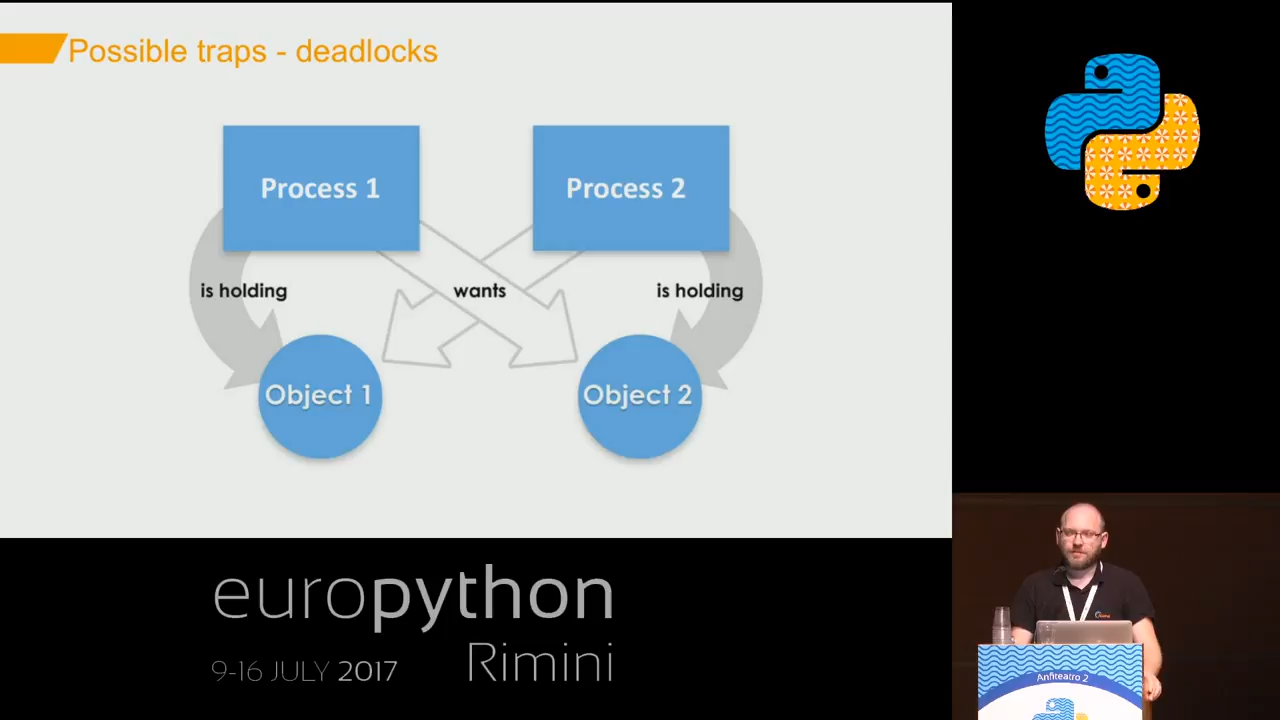 Possible traps - deadlocks
Process 1
Process 2
is holding
wants
is holding
Object 1
Object 2
europython
9-16 JULY 2017
Rimini
Anfiteatro 2